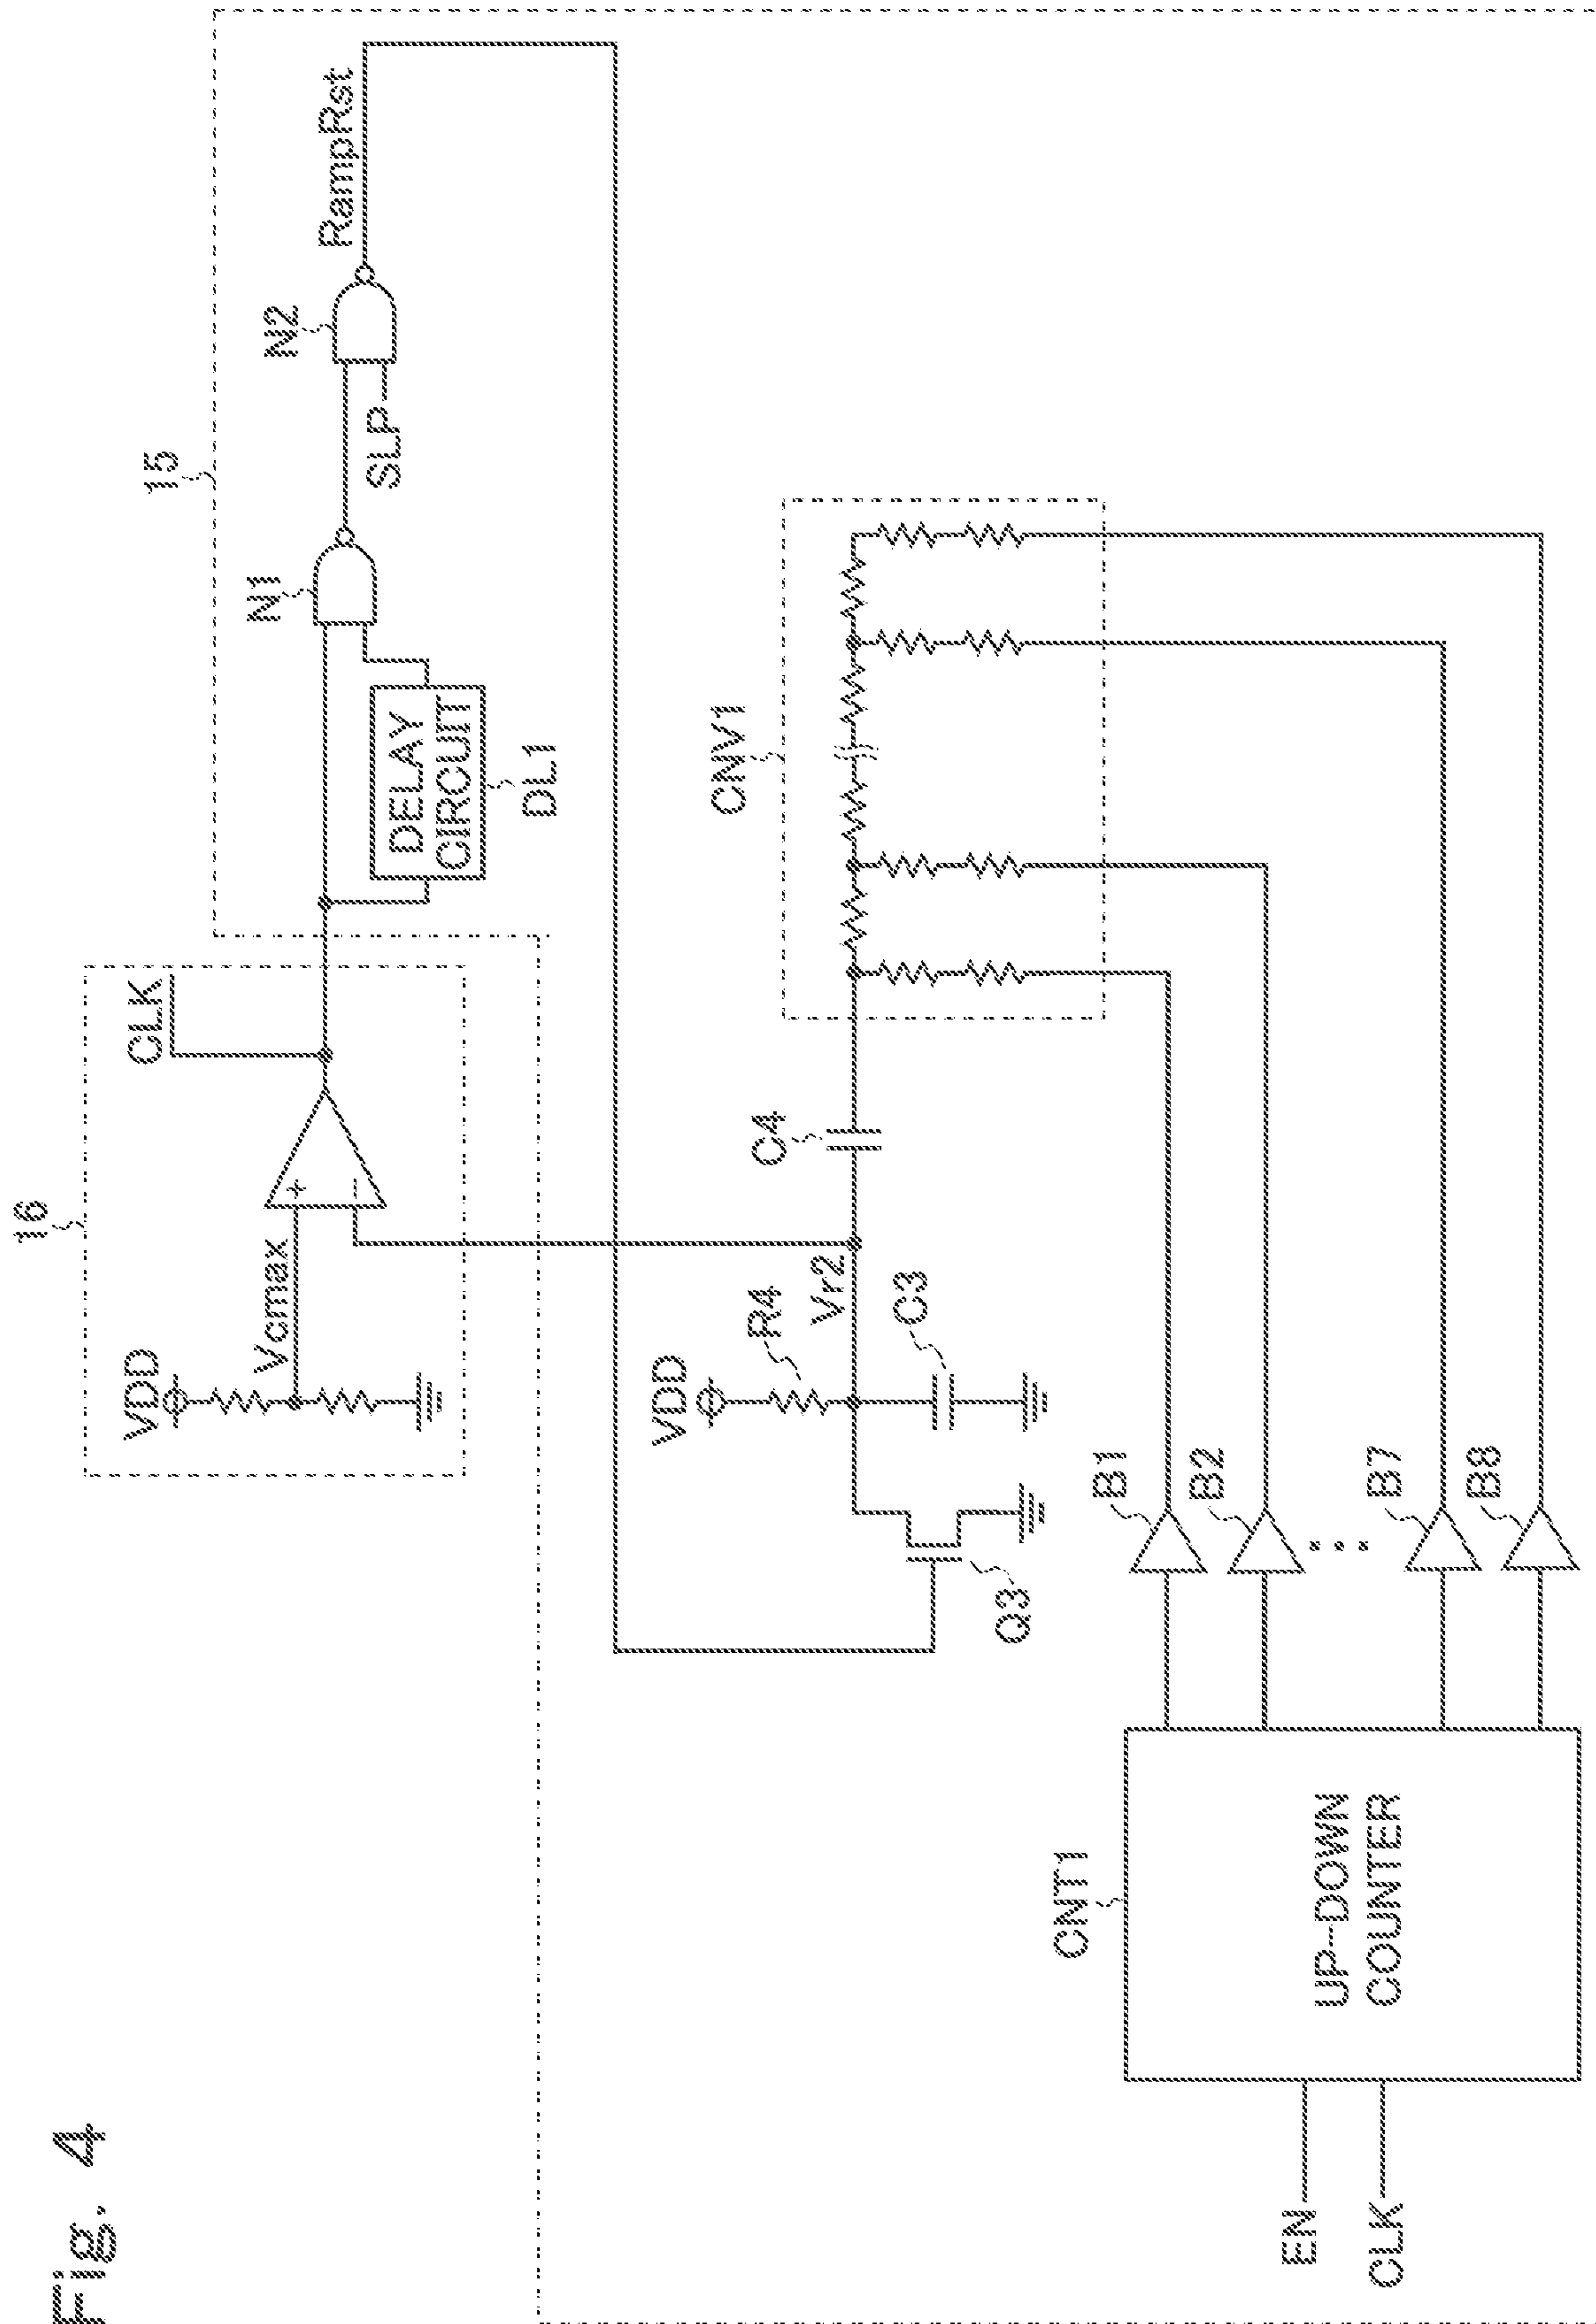 Fig. 4
16
15
VDD
Vcmax
+
−
CLK
N1
DELAY
CIRCUIT
DL1
N2
SLP
RampRst
VDD
R4
Vr2
C3
C4
CNV1
Q3
CNT1
UP-DOWN
COUNTER
EN
CLK
B1
B2
...
B7
B8